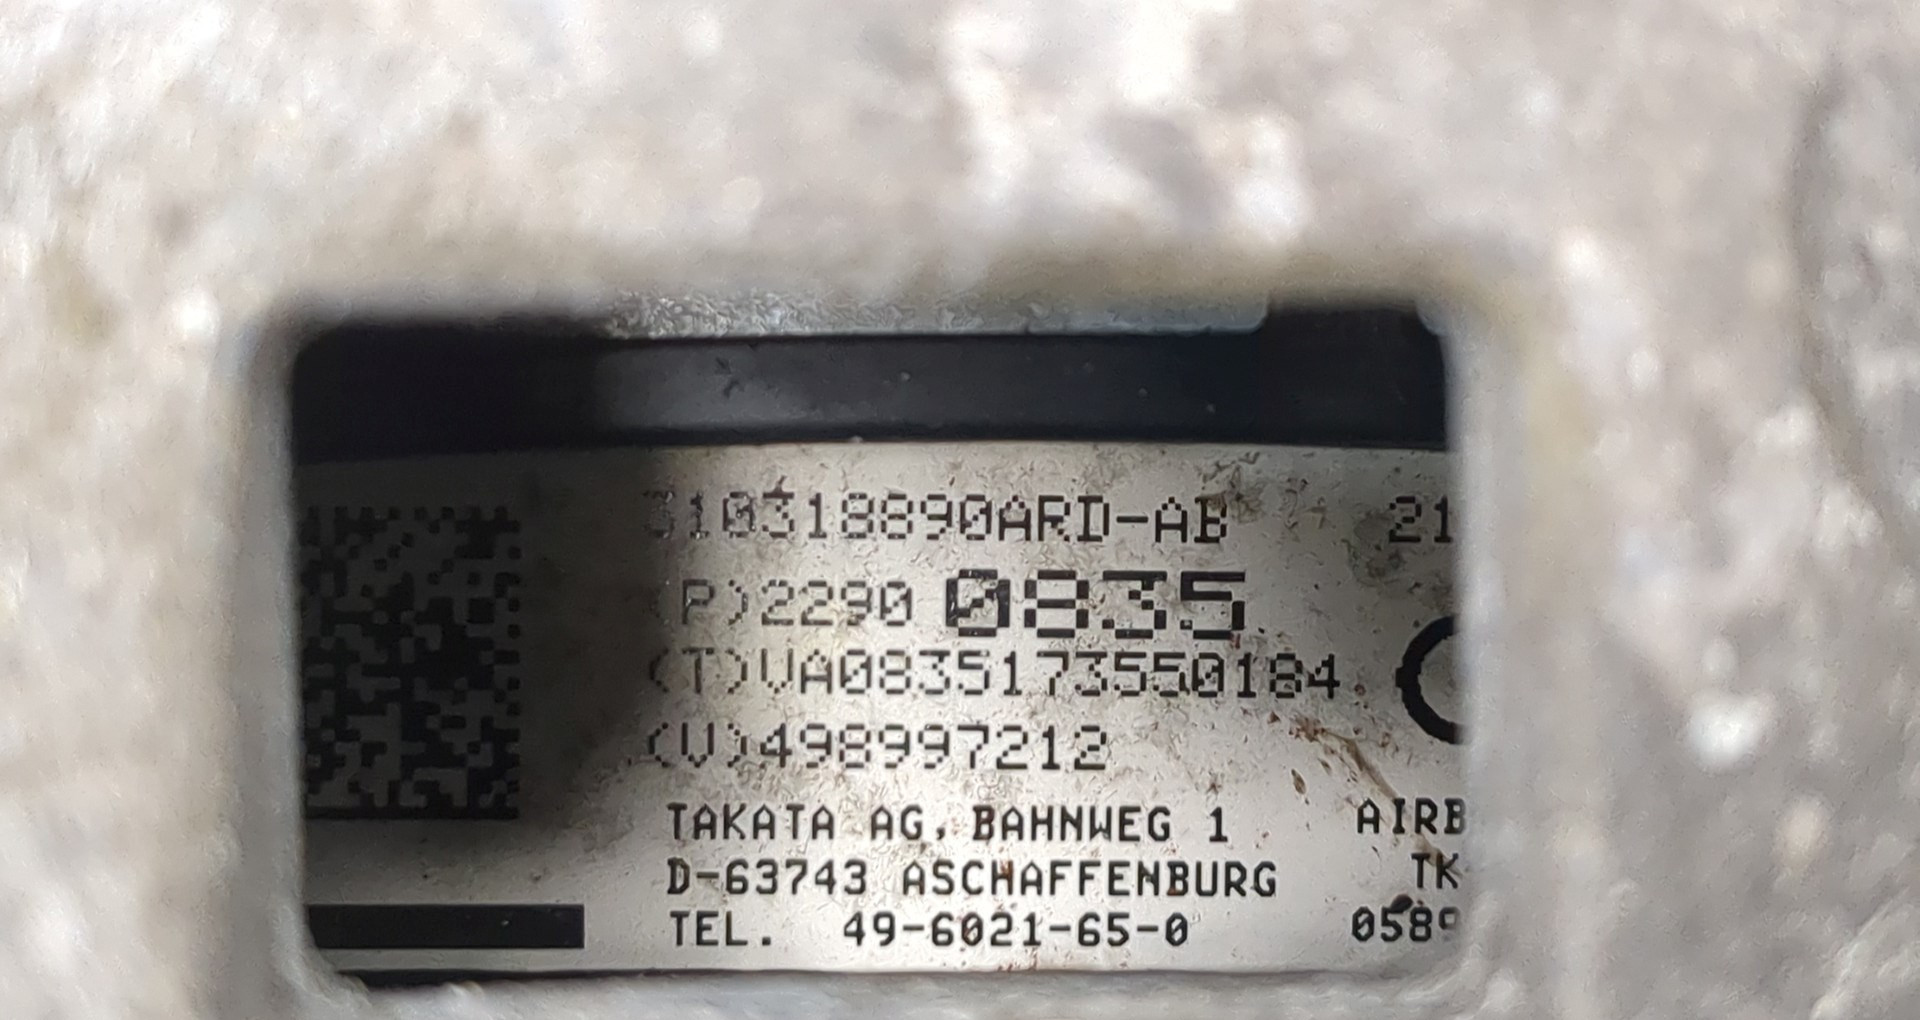 310318890ARD-AB 21
(P)2290 0835
(T)VA0835173550184
(V)498997212
TAKATA AG, BAHNWEG 1 AIRB
D-63743 ASCHAFFENBURG TK
TEL. 49-6021-65-0 0589